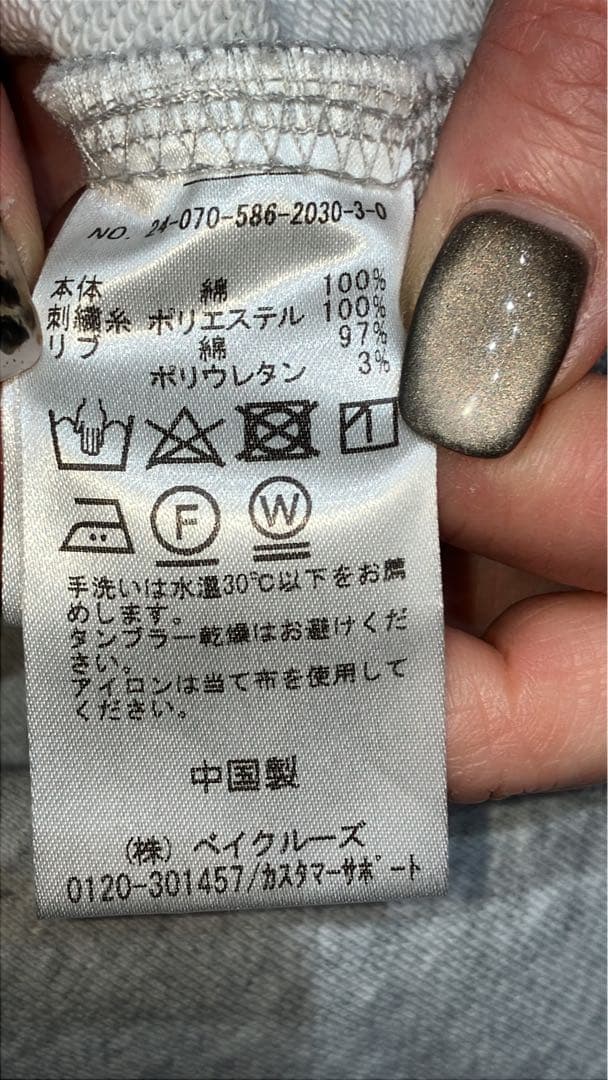 NO. 24-070-586-2030-3-0
本体 綿 100%
刺繍糸 ポリエステル 100%
リブ 綿 97%
ポリウレタン 3%
F W
手洗いは水温30℃以下をお薦
めします。
タンブラー乾燥はお避けくだ
さい。
アイロンは当て布を使用して
ください。
中国製
(株) ベイクルーズ
0120-301457/カスタマーサポート